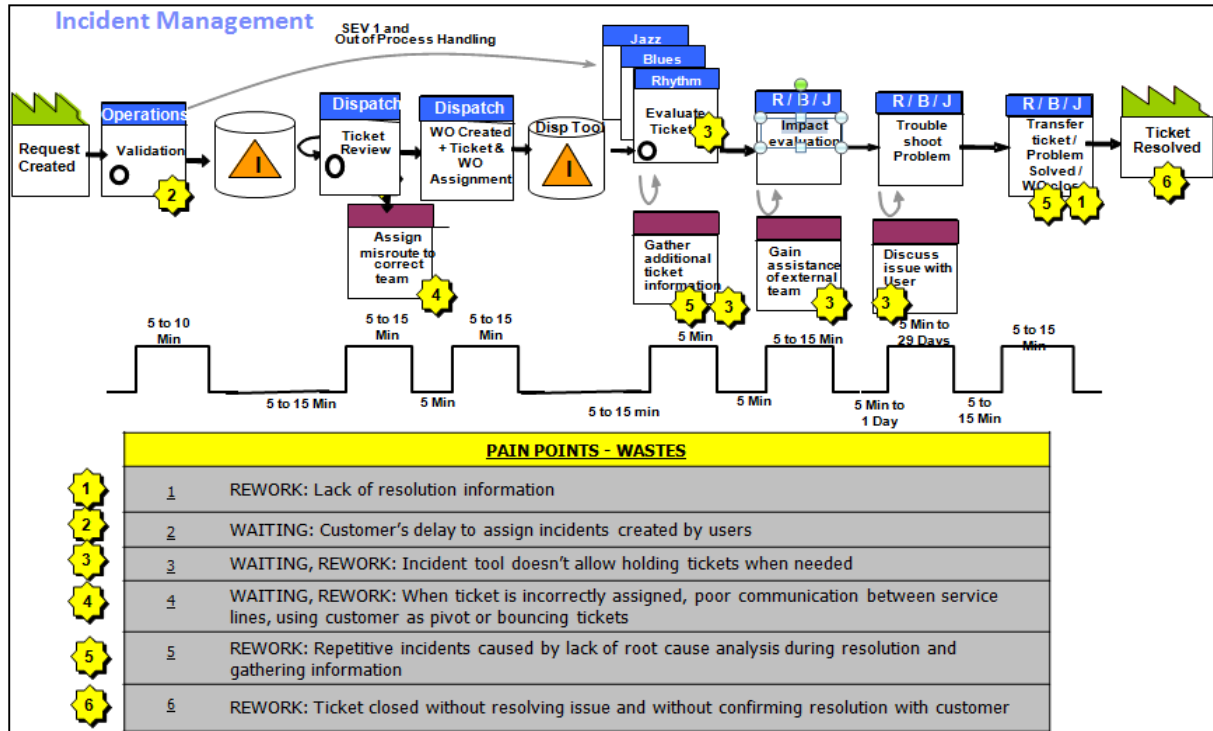 Incident Management
SEV 1 and
Out of Process Handling
Jazz
Blues
Rhythm
Evaluate
Ticket
3
Request
Created
Operations
Validation
2
I
Dispatch
Ticket
Review
Dispatch
WO Created
+ Ticket &
WO
Assignment
Disp Tool
I
R / B / J
Impact
evaluation
R / B / J
Trouble
shoot
Problem
R / B / J
Transfer
ticket /
Problem
Solved /
5
1
Ticket
Resolved
6
Assign
misroute to
correct
team
4
Gather
additional
ticket
information
5
3
Gain
assistance
of external
team
3
Discuss
issue with
User
3
5 to 10
Min
5 to 15
Min
5 to 15
Min
5 Min
5 to 15 Min
5 Min to
29 Days
5 to 15
Min
5 to 15 Min
5 Min
5 to 15 min
5 Min
5 Min to
1 Day
5 to
15 Min
PAIN POINTS - WASTES
1 1 REWORK: Lack of resolution information
2 2 WAITING: Customer's delay to assign incidents created by users
3 3 WAITING, REWORK: Incident tool doesn't allow holding tickets when needed
4 4 WAITING, REWORK: When ticket is incorrectly assigned, poor communication between service
lines, using customer as pivot or bouncing tickets
5 5 REWORK: Repetitive incidents caused by lack of root cause analysis during resolution and
gathering information
6 6 REWORK: Ticket closed without resolving issue and without confirming resolution with customer